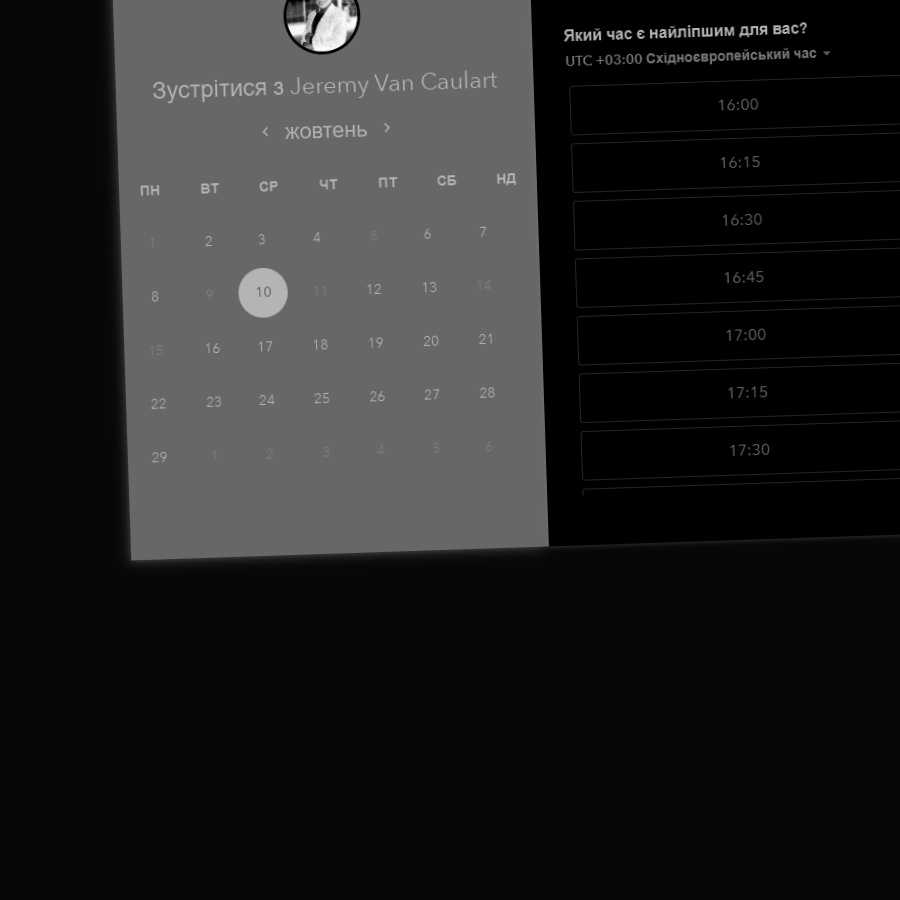 Зустрітися з Jeremy Van Caulart
‹ жовтень ›
ПН ВТ СР ЧТ ПТ СБ НД
1 2 3 4 5 6 7
8 9 10 11 12 13 14
15 16 17 18 19 20 21
22 23 24 25 26 27 28
29 1 2 3 4 5 6
Який час є найліпшим для вас?
UTC +03:00 Східноєвропейський час
16:00
16:15
16:30
16:45
17:00
17:15
17:30